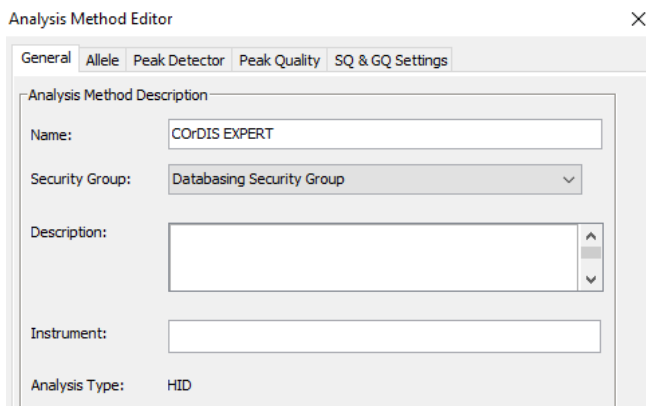 Analysis Method Editor
General Allele Peak Detector Peak Quality SQ & GQ Settings
Analysis Method Description
Name: COrDIS EXPERT
Security Group: Databasing Security Group
Description:
Instrument:
Analysis Type: HID